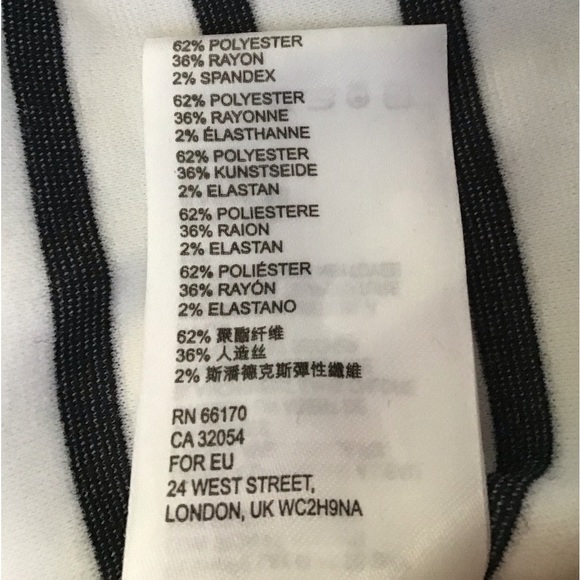 62% POLYESTER
36% RAYON
2% SPANDEX
62% POLYESTER
36% RAYONNE
2% ÉLASTHANNE
62% POLYESTER
36% KUNSTSEIDE
2% ELASTAN
62% POLIESTERE
36% RAION
2% ELASTAN
62% POLIÉSTER
36% RAYÓN
2% ELASTANO
62% 聚酯纤维
36% 人造丝
2% 斯潘德克斯彈性纖維
RN 66170
CA 32054
FOR EU
24 WEST STREET,
LONDON, UK WC2H9NA